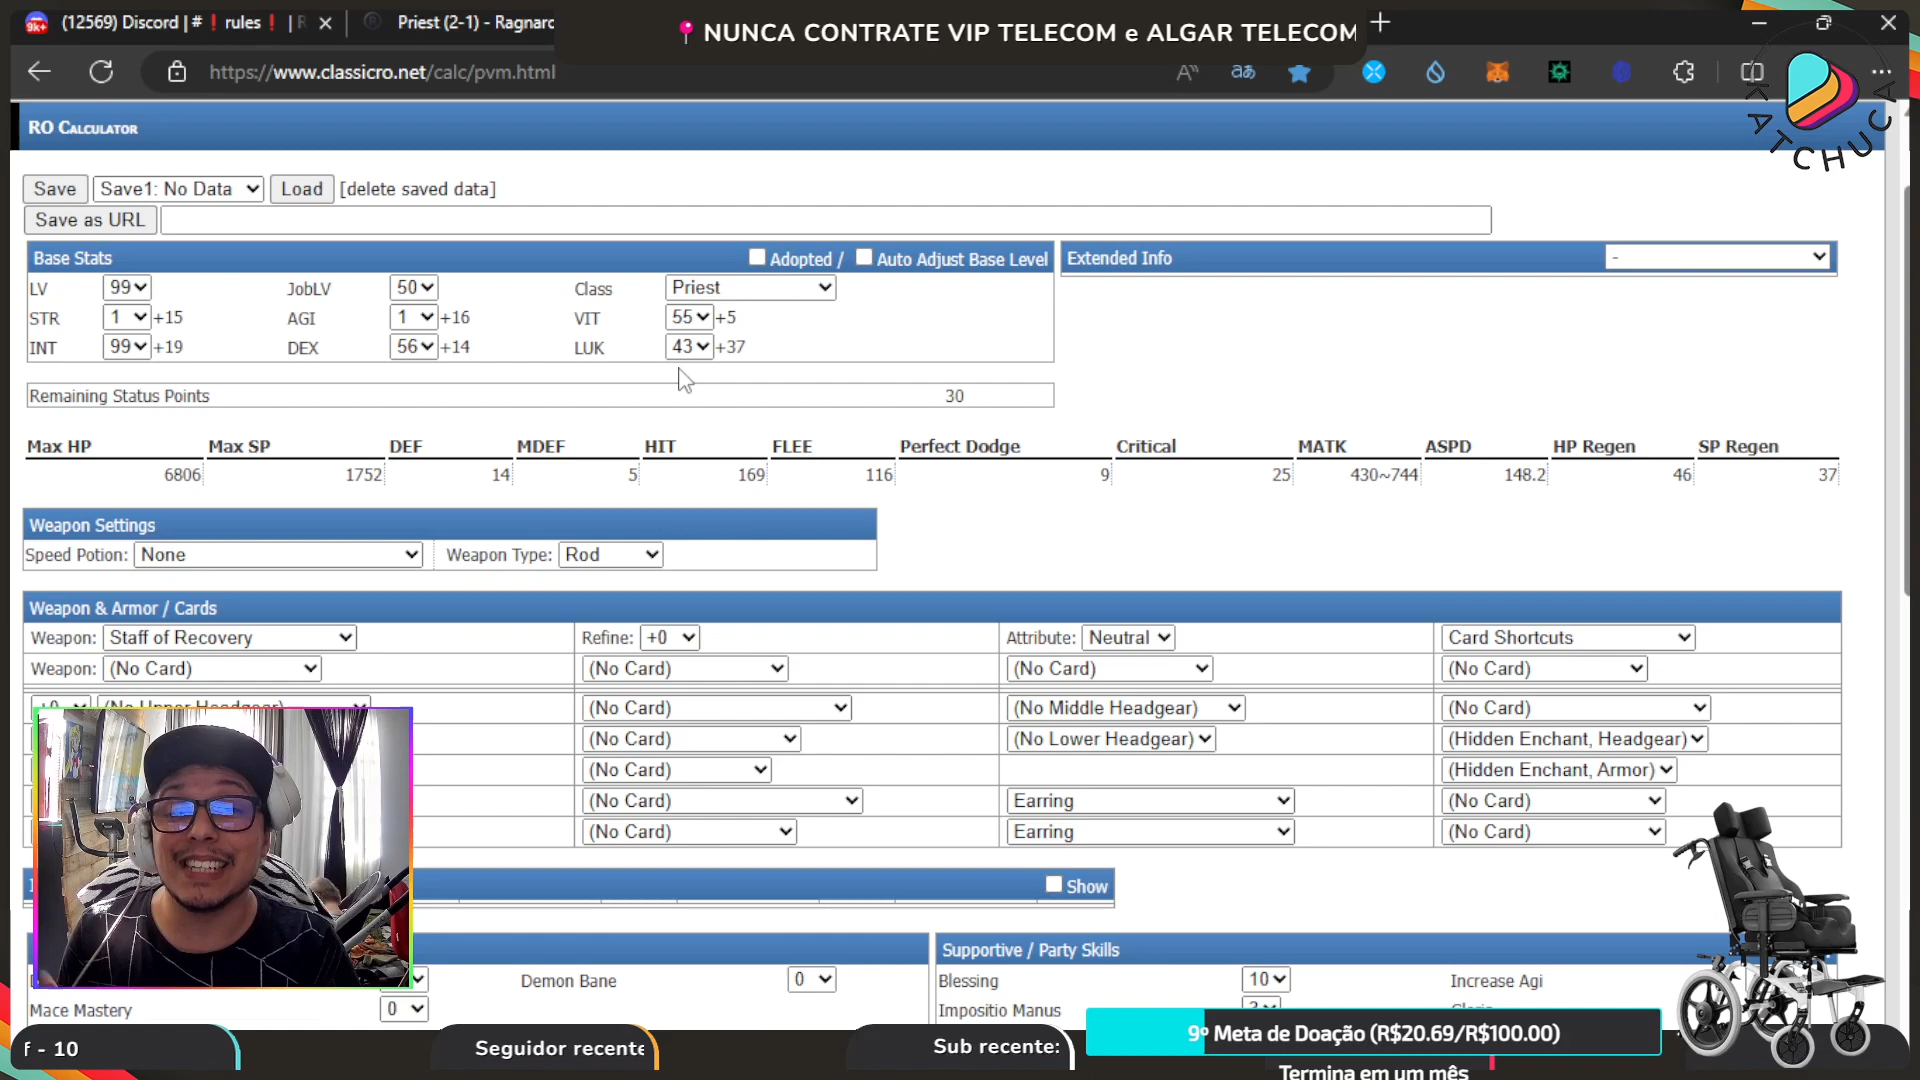 (12569) Discord | #❗rules❗ | R
Priest (2-1) - Ragnaro
📍 NUNCA CONTRATE VIP TELECOM e ALGAR TELECOM
https://www.classicro.net/calc/pvm.html
KATCHUCA
RO Calculator
Save Save1: No Data Load [delete saved data]
Save as URL
Base Stats Adopted / Auto Adjust Base Level Extended Info -
LV 99 JobLV 50 Class Priest
STR 1 +15 AGI 1 +16 VIT 55 +5
INT 99 +19 DEX 56 +14 LUK 43 +37
Remaining Status Points 30
Max HP Max SP DEF MDEF HIT FLEE Perfect Dodge Critical MATK ASPD HP Regen SP Regen
6806 1752 14 5 169 116 9 25 430~744 148.2 46 37
Weapon Settings
Speed Potion: None Weapon Type: Rod
Weapon & Armor / Cards
Weapon: Staff of Recovery Refine: +0 Attribute: Neutral Card Shortcuts
Weapon: (No Card) (No Card) (No Card) (No Card)
+0 (No Upper Headgear) (No Card) (No Middle Headgear) (No Card)
(No Card) (No Lower Headgear) (Hidden Enchant, Headgear)
(No Card) (Hidden Enchant, Armor)
(No Card) Earring (No Card)
(No Card) Earring (No Card)
Show
Supportive / Party Skills
Demon Bane 0 Blessing 10 Increase Agi
Mace Mastery 0 Impositio Manus
f - 10
Seguidor recente
Sub recente:
9º Meta de Doação (R$20.69/R$100.00)
Termina em um mês